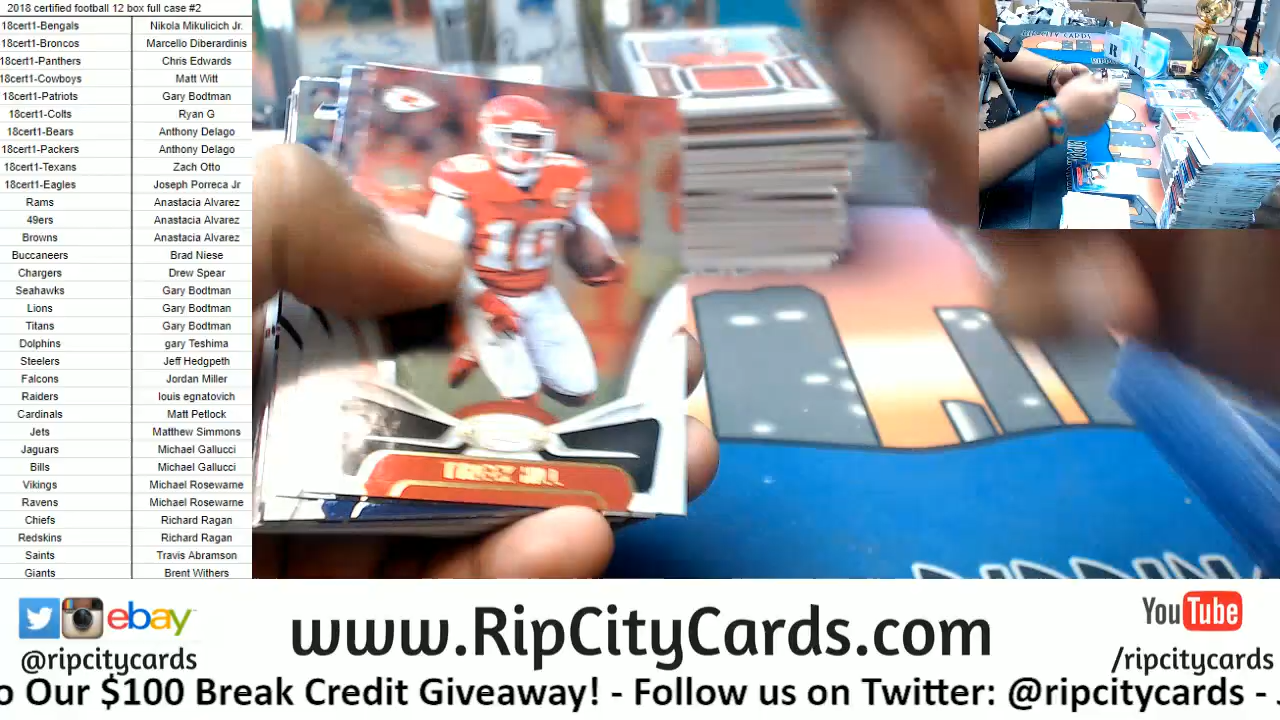 2018 certified football 12 box full case #2
18cert1-Bengals Nikola Mikulicich Jr.
18cert1-Broncos Marcello Diberardinis
18cert1-Panthers Chris Edwards
18cert1-Cowboys Matt Witt
18cert1-Patriots Gary Bodtman
18cert1-Colts Ryan G
18cert1-Bears Anthony Delago
18cert1-Packers Anthony Delago
18cert1-Texans Zach Otto
18cert1-Eagles Joseph Porreca Jr
Rams Anastacia Alvarez
49ers Anastacia Alvarez
Browns Anastacia Alvarez
Buccaneers Brad Niese
Chargers Drew Spear
Seahawks Gary Bodtman
Lions Gary Bodtman
Titans Gary Bodtman
Dolphins gary Teshima
Steelers Jeff Hedgpeth
Falcons Jordan Miller
Raiders louis egnatovich
Cardinals Matt Petlock
Jets Matthew Simmons
Jaguars Michael Gallucci
Bills Michael Gallucci
Vikings Michael Rosewarne
Ravens Michael Rosewarne
Chiefs Richard Ragan
Redskins Richard Ragan
Saints Travis Abramson
Giants Brent Withers
10
TYREEK HILL
ebay
@ripcitycards
www.RipCityCards.com
YouTube
/ripcitycards
o Our $100 Break Credit Giveaway! - Follow us on Twitter: @ripcitycards -